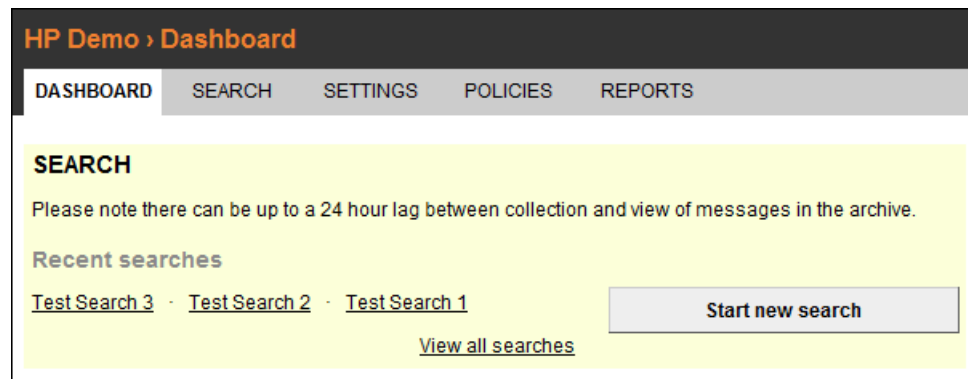 HP Demo › Dashboard
DASHBOARD SEARCH SETTINGS POLICIES REPORTS
SEARCH
Please note there can be up to a 24 hour lag between collection and view of messages in the archive.
Recent searches
Test Search 3 · Test Search 2 · Test Search 1
Start new search
View all searches